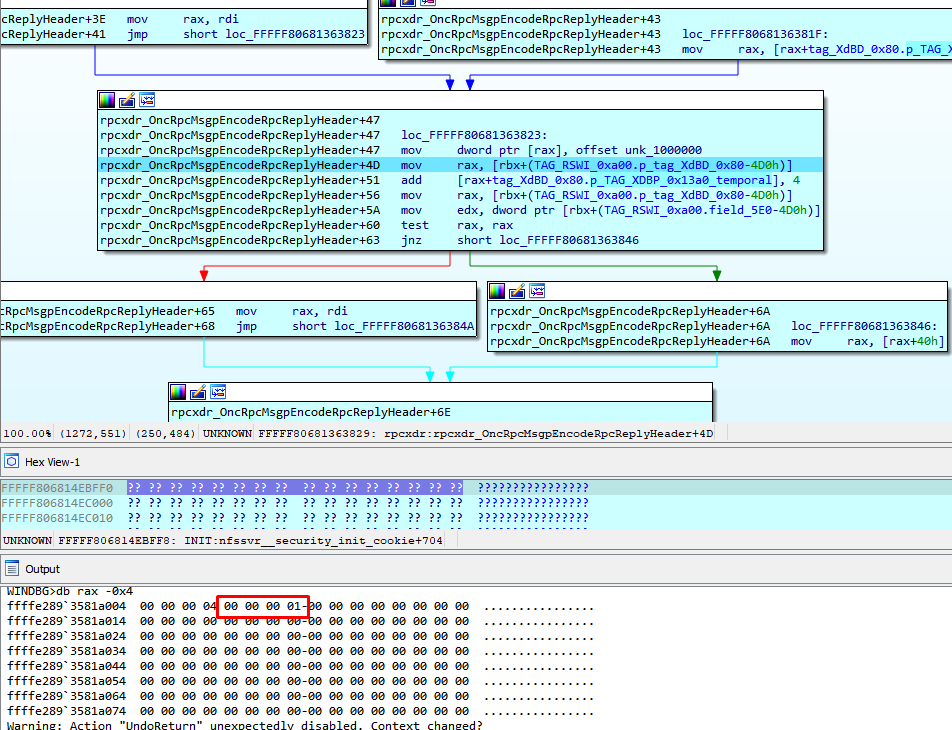 cReplyHeader+3E mov rax, rdi
cReplyHeader+41 jmp short loc_FFFFF80681363823
rpcxdr_OncRpcMsgpEncodeRpcReplyHeader+43
rpcxdr_OncRpcMsgpEncodeRpcReplyHeader+43 loc_FFFFF8068136381F:
rpcxdr_OncRpcMsgpEncodeRpcReplyHeader+43 mov rax, [rax+tag_XdBD_0x80.p_TAG_X
rpcxdr_OncRpcMsgpEncodeRpcReplyHeader+47
rpcxdr_OncRpcMsgpEncodeRpcReplyHeader+47 loc_FFFFF80681363823:
rpcxdr_OncRpcMsgpEncodeRpcReplyHeader+47 mov dword ptr [rax], offset unk_1000000
rpcxdr_OncRpcMsgpEncodeRpcReplyHeader+4D mov rax, [rbx+(TAG_RSWI_0xa00.p_tag_XdBD_0x80-4D0h)]
rpcxdr_OncRpcMsgpEncodeRpcReplyHeader+51 add [rax+tag_XdBD_0x80.p_TAG_XDBP_0x13a0_temporal], 4
rpcxdr_OncRpcMsgpEncodeRpcReplyHeader+56 mov rax, [rbx+(TAG_RSWI_0xa00.p_tag_XdBD_0x80-4D0h)]
rpcxdr_OncRpcMsgpEncodeRpcReplyHeader+5A mov edx, dword ptr [rbx+(TAG_RSWI_0xa00.field_5E0-4D0h)]
rpcxdr_OncRpcMsgpEncodeRpcReplyHeader+60 test rax, rax
rpcxdr_OncRpcMsgpEncodeRpcReplyHeader+63 jnz short loc_FFFFF80681363846
cRpcMsgpEncodeRpcReplyHeader+65 mov rax, rdi
cRpcMsgpEncodeRpcReplyHeader+68 jmp short loc_FFFFF8068136384A
rpcxdr_OncRpcMsgpEncodeRpcReplyHeader+6A
rpcxdr_OncRpcMsgpEncodeRpcReplyHeader+6A loc_FFFFF80681363846:
rpcxdr_OncRpcMsgpEncodeRpcReplyHeader+6A mov rax, [rax+40h]
rpcxdr_OncRpcMsgpEncodeRpcReplyHeader+6E
100.00% (1272,551) (250,484) UNKNOWN FFFFF80681363829: rpcxdr:rpcxdr_OncRpcMsgpEncodeRpcReplyHeader+4D
Hex View-1
FFFFF806814EBFF0 ?? ?? ?? ?? ?? ?? ?? ?? ?? ?? ?? ?? ?? ?? ?? ?? ????????????????
FFFFF806814EC000 ?? ?? ?? ?? ?? ?? ?? ?? ?? ?? ?? ?? ?? ?? ?? ?? ????????????????
FFFFF806814EC010 ?? ?? ?? ?? ?? ?? ?? ?? ?? ?? ?? ?? ?? ?? ?? ?? ????????????????
UNKNOWN FFFFF806814EBFF8: INIT:nfssvr__security_init_cookie+704
Output
WINDBG>db rax -0x4
ffffe289`3581a004 00 00 00 04 00 00 00 01-00 00 00 00 00 00 00 00 ................
ffffe289`3581a014 00 00 00 00 00 00 00 00-00 00 00 00 00 00 00 00 ................
ffffe289`3581a024 00 00 00 00 00 00 00 00-00 00 00 00 00 00 00 00 ................
ffffe289`3581a034 00 00 00 00 00 00 00 00-00 00 00 00 00 00 00 00 ................
ffffe289`3581a044 00 00 00 00 00 00 00 00-00 00 00 00 00 00 00 00 ................
ffffe289`3581a054 00 00 00 00 00 00 00 00-00 00 00 00 00 00 00 00 ................
ffffe289`3581a064 00 00 00 00 00 00 00 00-00 00 00 00 00 00 00 00 ................
ffffe289`3581a074 00 00 00 00 00 00 00 00-00 00 00 00 00 00 00 00 ................
Warning: Action "UndoReturn" unexpectedly disabled. Context changed?